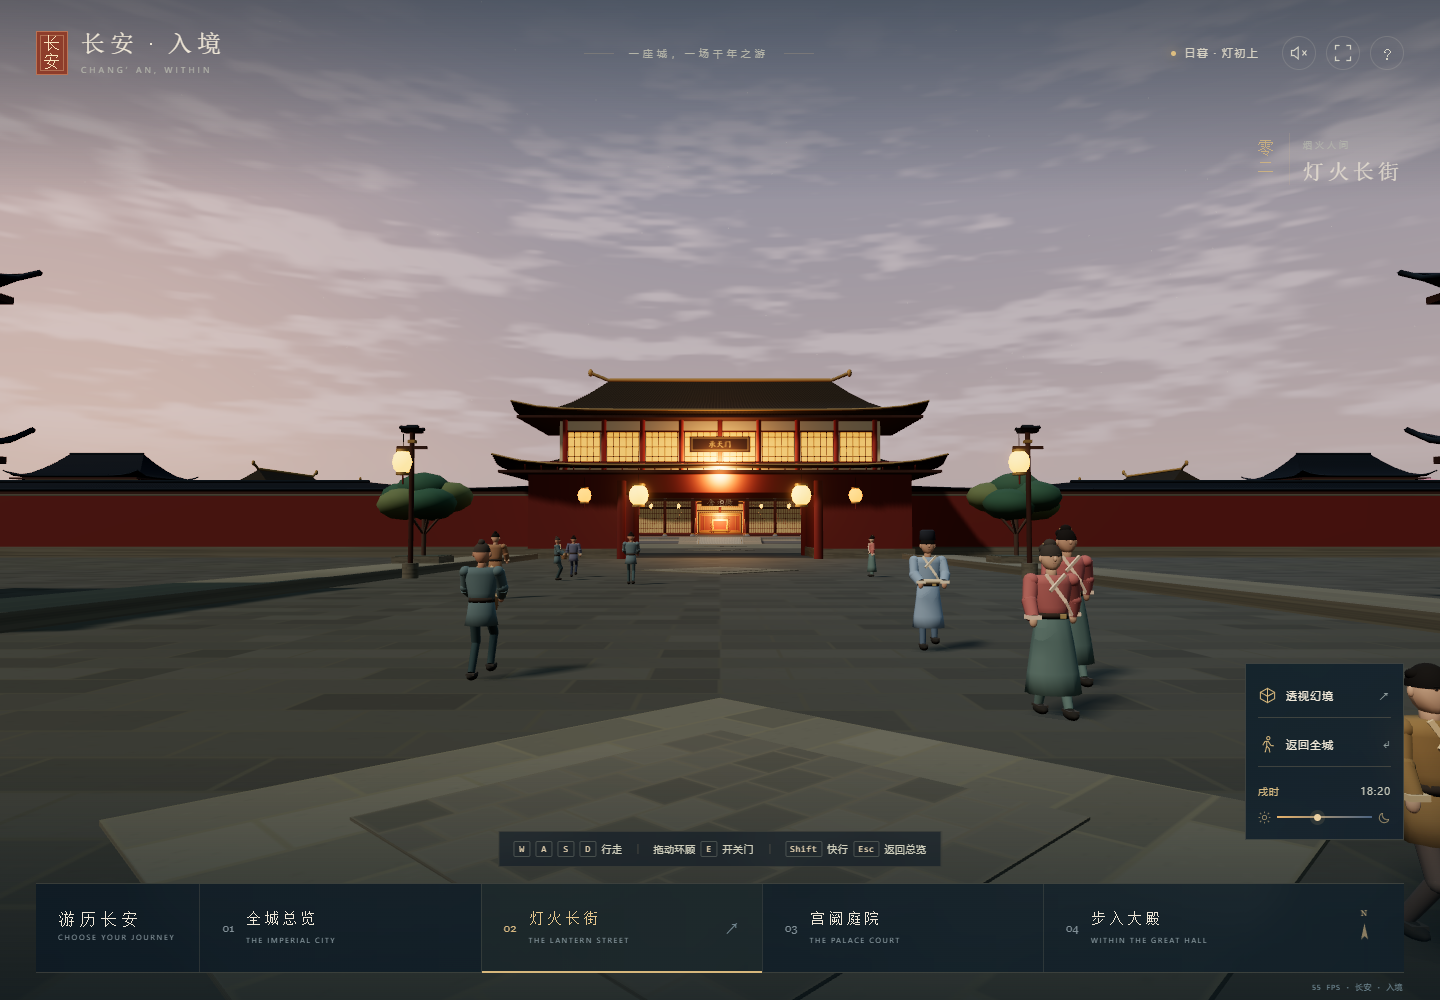 长安
长安 · 入境
CHANG' AN, WITHIN
一座城，一场千年之游
日暮 · 灯初上
?
零二
灯火长街
承天门
透视幻境
返回全城
戌时 18:20
W A S D 行走 | 拖动环顾 E 开关门 | Shift 快行 Esc 返回总览
游历长安
CHOOSE YOUR JOURNEY
01 全城总览
THE IMPERIAL CITY
02 灯火长街
THE LANTERN STREET
03 宫阙庭院
THE PALACE COURT
04 步入大殿
WITHIN THE GREAT HALL
N
55 FPS · 长安 · 入境